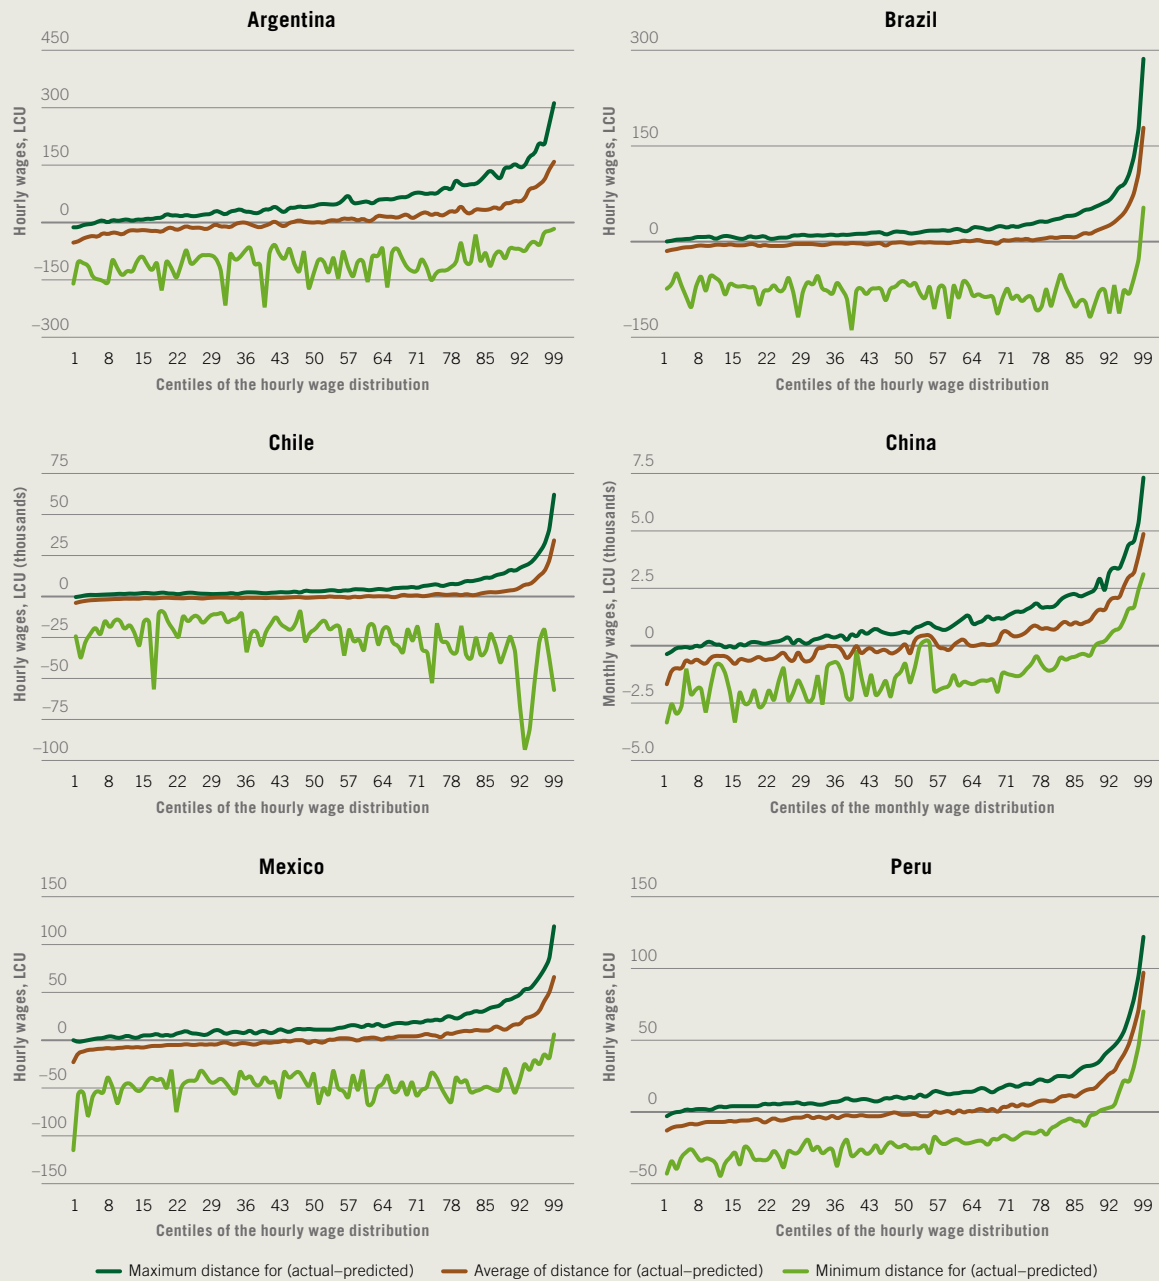 Argentina
Hourly wages, LCU
450
300
150
0
−150
−300
1 8 15 22 29 36 43 50 57 64 71 78 85 92 99
Centiles of the hourly wage distribution
Brazil
Hourly wages, LCU
300
150
0
−150
1 8 15 22 29 36 43 50 57 64 71 78 85 92 99
Centiles of the hourly wage distribution
Chile
Hourly wages, LCU (thousands)
75
50
25
0
−25
−50
−75
−100
1 8 15 22 29 36 43 50 57 64 71 78 85 92 99
Centiles of the hourly wage distribution
China
Monthly wages, LCU (thousands)
7.5
5.0
2.5
0
−2.5
−5.0
1 8 15 22 29 36 43 50 57 64 71 78 85 92 99
Centiles of the monthly wage distribution
Mexico
Hourly wages, LCU
150
100
50
0
−50
−100
−150
1 8 15 22 29 36 43 50 57 64 71 78 85 92 99
Centiles of the hourly wage distribution
Peru
Hourly wages, LCU
150
100
50
0
−50
1 8 15 22 29 36 43 50 57 64 71 78 85 92 99
Centiles of the hourly wage distribution
Maximum distance for (actual–predicted) Average of distance for (actual–predicted) Minimum distance for (actual–predicted)